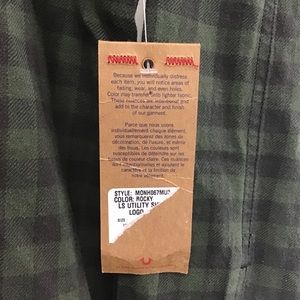 Because we individually distress
each item, you will notice areas of
fading, wear, and even holes.
Color may transfer onto lighter fabric.
These nuances are intentional and
add to the character and finish
of our garment.
Parce que nous usons
individuellement chaque élément,
vous remarquerez des zones de
décoloration, de l'usure, et même
des trous. Les couleurs sont
susceptibles de déteindre sur les
tissus de couleur claire. Ces nuances
sont intentionnelles et
le caractère et la finition de
notre vêtement.
STYLE: MONH067MU
COLOR: ROCKY
LS UTILITY
LOGO
SIZE